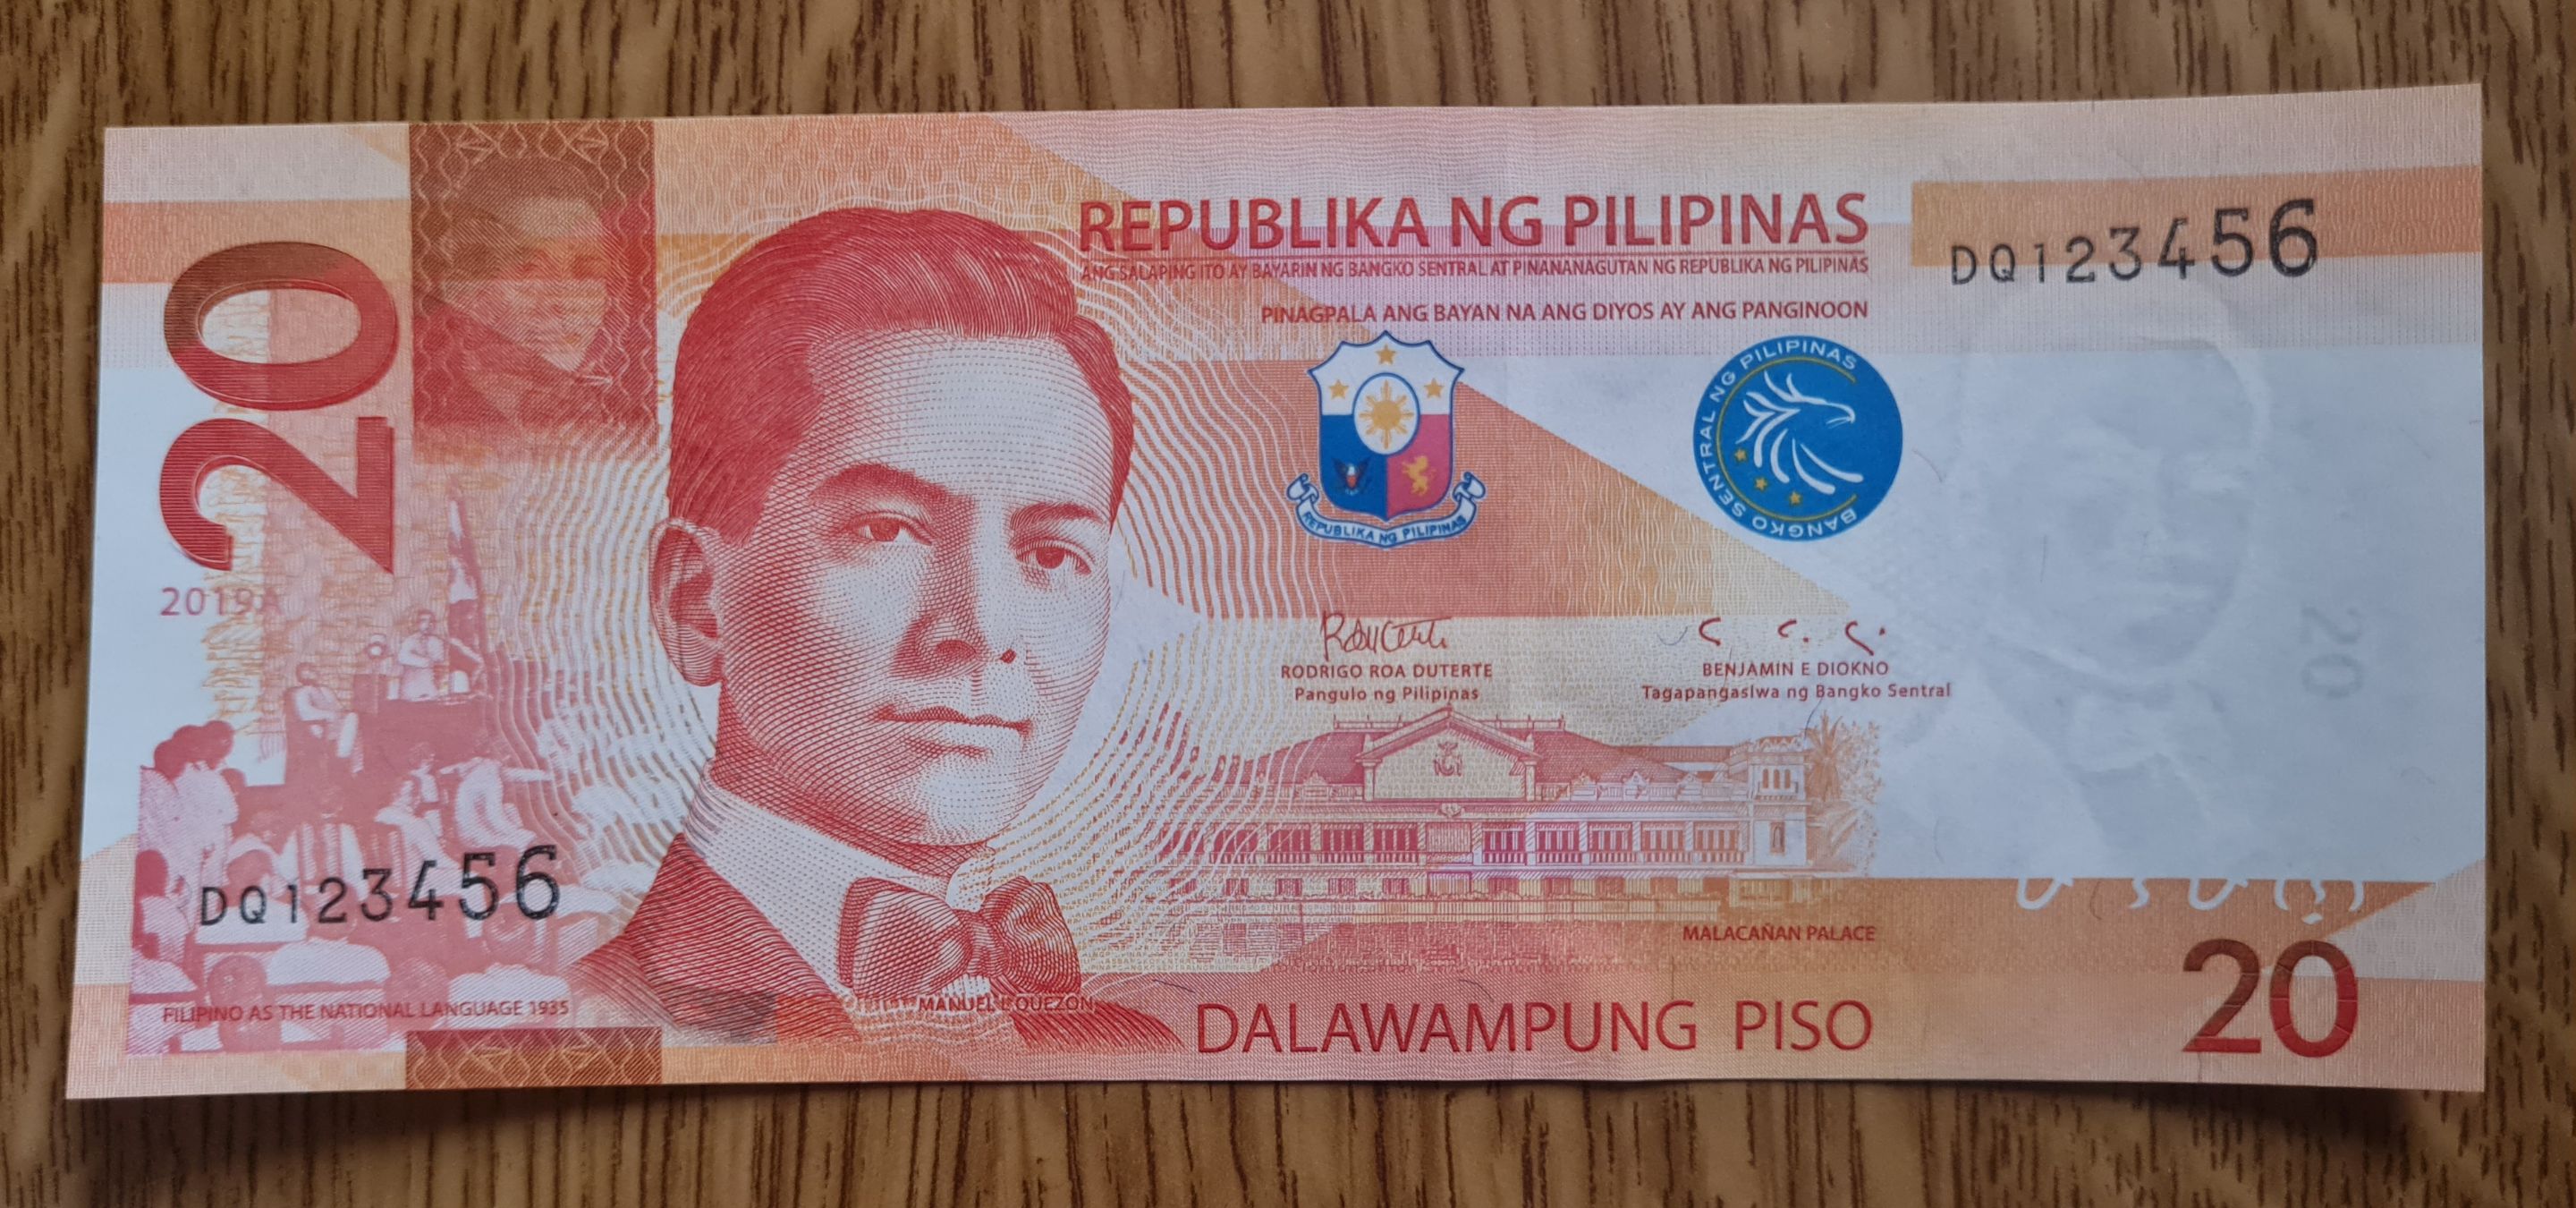 20
2019A
REPUBLIKA NG PILIPINAS
ANG SALAPING ITO AY BAYARIN NG BANGKO SENTRAL AT PINANANAGUTAN NG REPUBLIKA NG PILIPINAS
PINAGPALA ANG BAYAN NA ANG DIYOS AY ANG PANGINOON
DQ123456
REPUBLIKA NG PILIPINAS
BANGKO SENTRAL NG PILIPINAS
RODRIGO ROA DUTERTE
Pangulo ng Pilipinas
BENJAMIN E DIOKNO
Tagapangasiwa ng Bangko Sentral
20
DQ123456
MALACAÑAN PALACE
FILIPINO AS THE NATIONAL LANGUAGE 1935
MANUEL L QUEZON
DALAWAMPUNG PISO
20